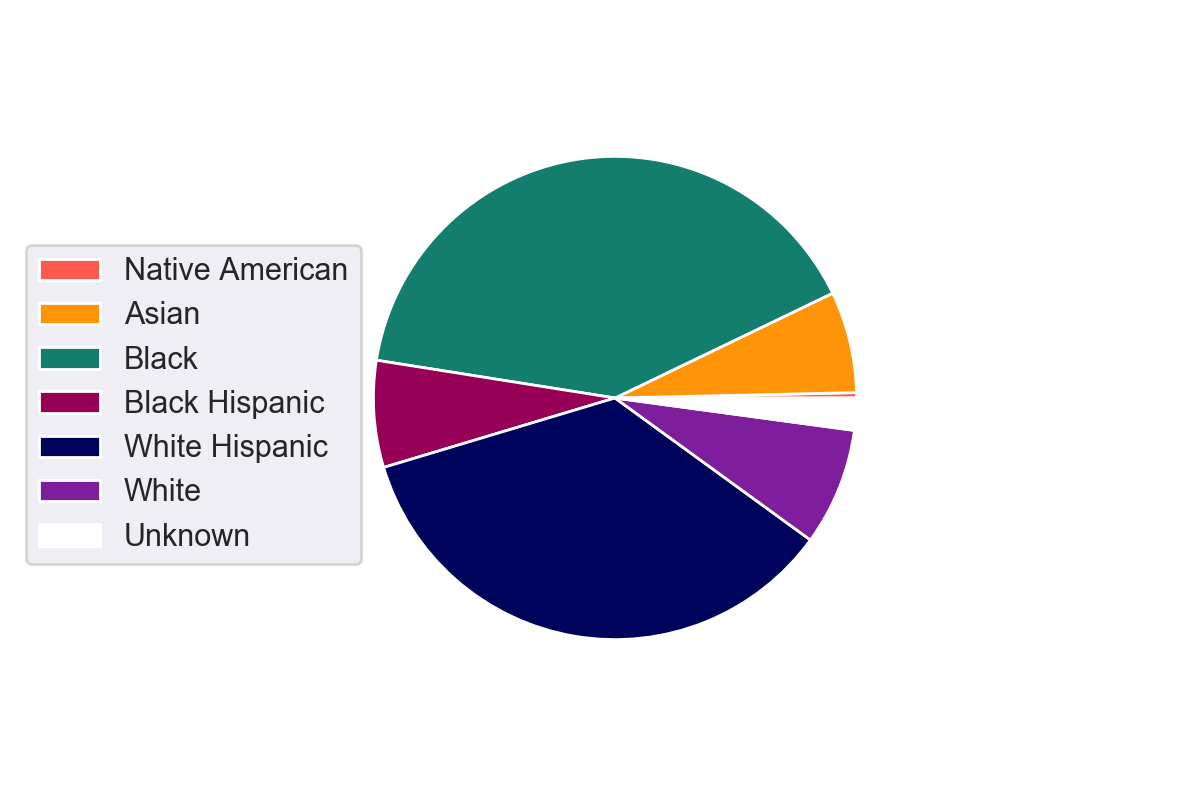 Native American
Asian
Black
Black Hispanic
White Hispanic
White
Unknown